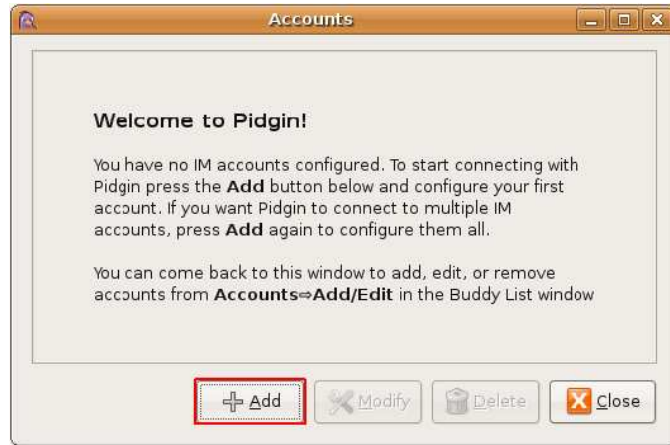 Accounts
Welcome to Pidgin!
You have no IM accounts configured. To start connecting with
Pidgin press the Add button below and configure your first
account. If you want Pidgin to connect to multiple IM
accounts, press Add again to configure them all.
You can come back to this window to add, edit, or remove
accounts from Accounts⇨Add/Edit in the Buddy List window
Add Modify Delete Close